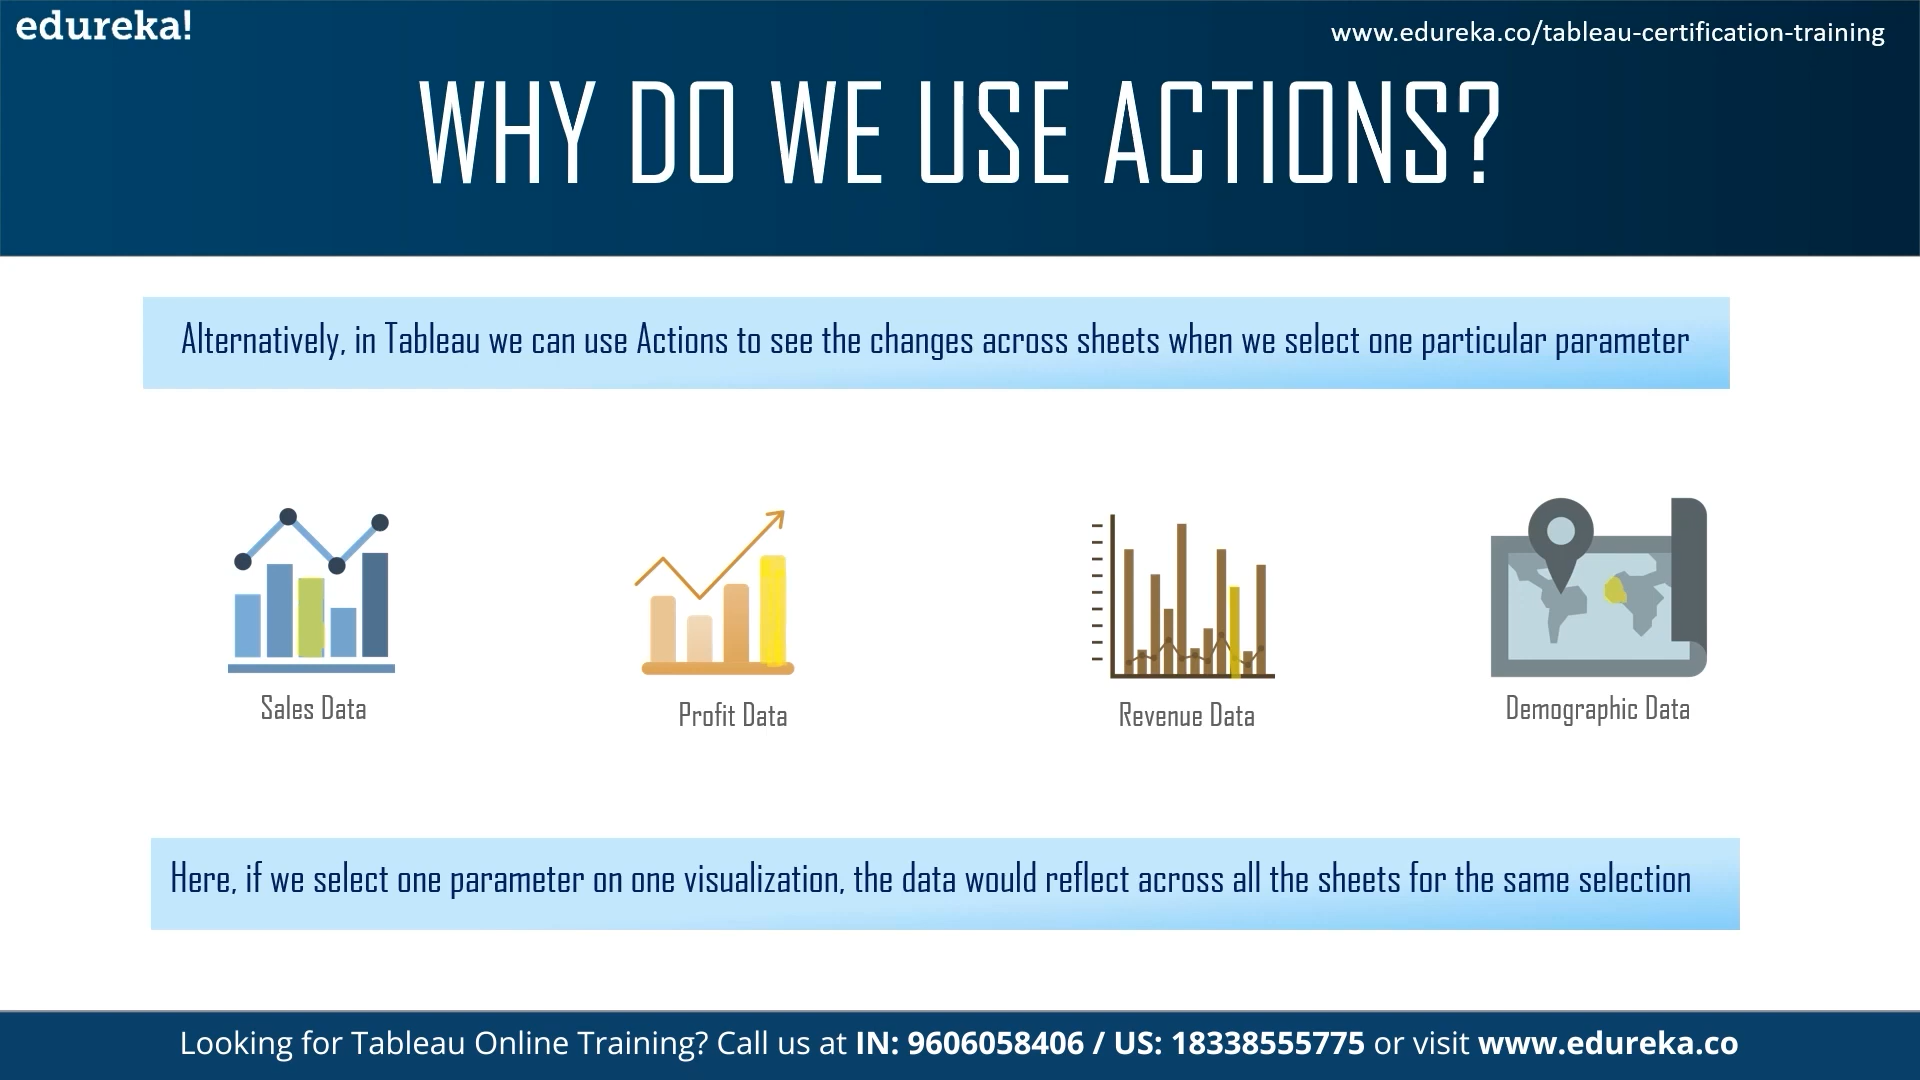 edureka!
www.edureka.co/tableau-certification-training
WHY DO WE USE ACTIONS?
Alternatively, in Tableau we can use Actions to see the changes across sheets when we select one particular parameter
Sales Data
Profit Data
Revenue Data
Demographic Data
Here, if we select one parameter on one visualization, the data would reflect across all the sheets for the same selection
Looking for Tableau Online Training? Call us at IN: 9606058406 / US: 18338555775 or visit www.edureka.co